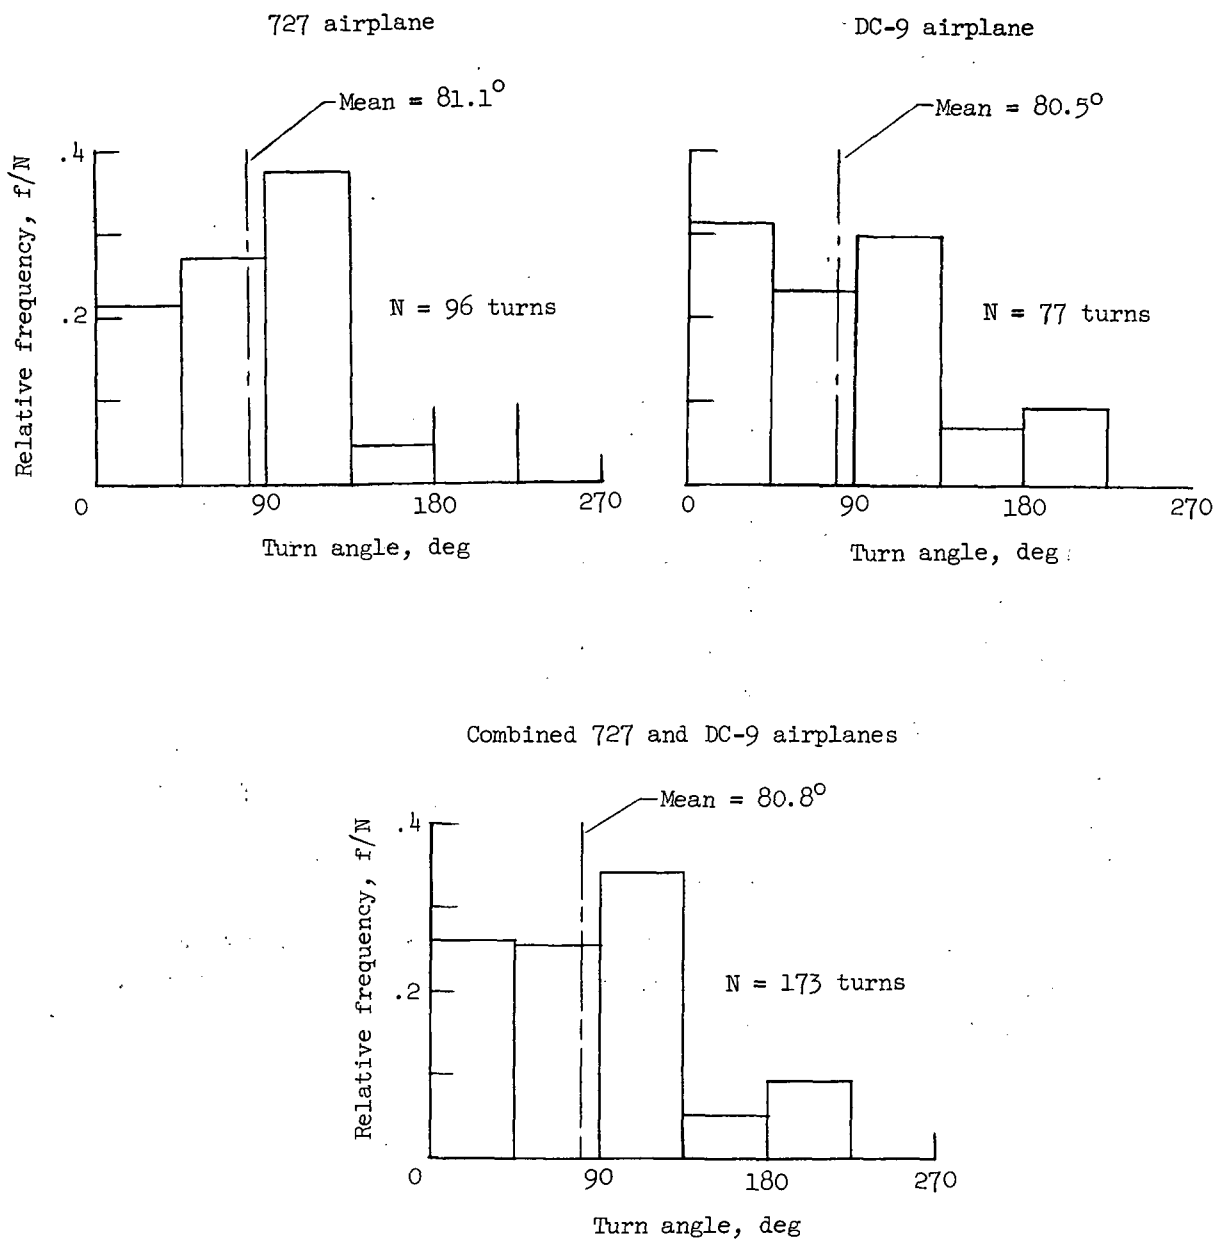 727 airplane
Mean = 81.1°
.4
.2
Relative frequency, f/N
N = 96 turns
0 90 180 270
Turn angle, deg
DC-9 airplane
Mean = 80.5°
N = 77 turns
0 90 180 270
Turn angle, deg
Combined 727 and DC-9 airplanes
Mean = 80.8°
.4
.2
Relative frequency, f/N
N = 173 turns
0 90 180 270
Turn angle, deg